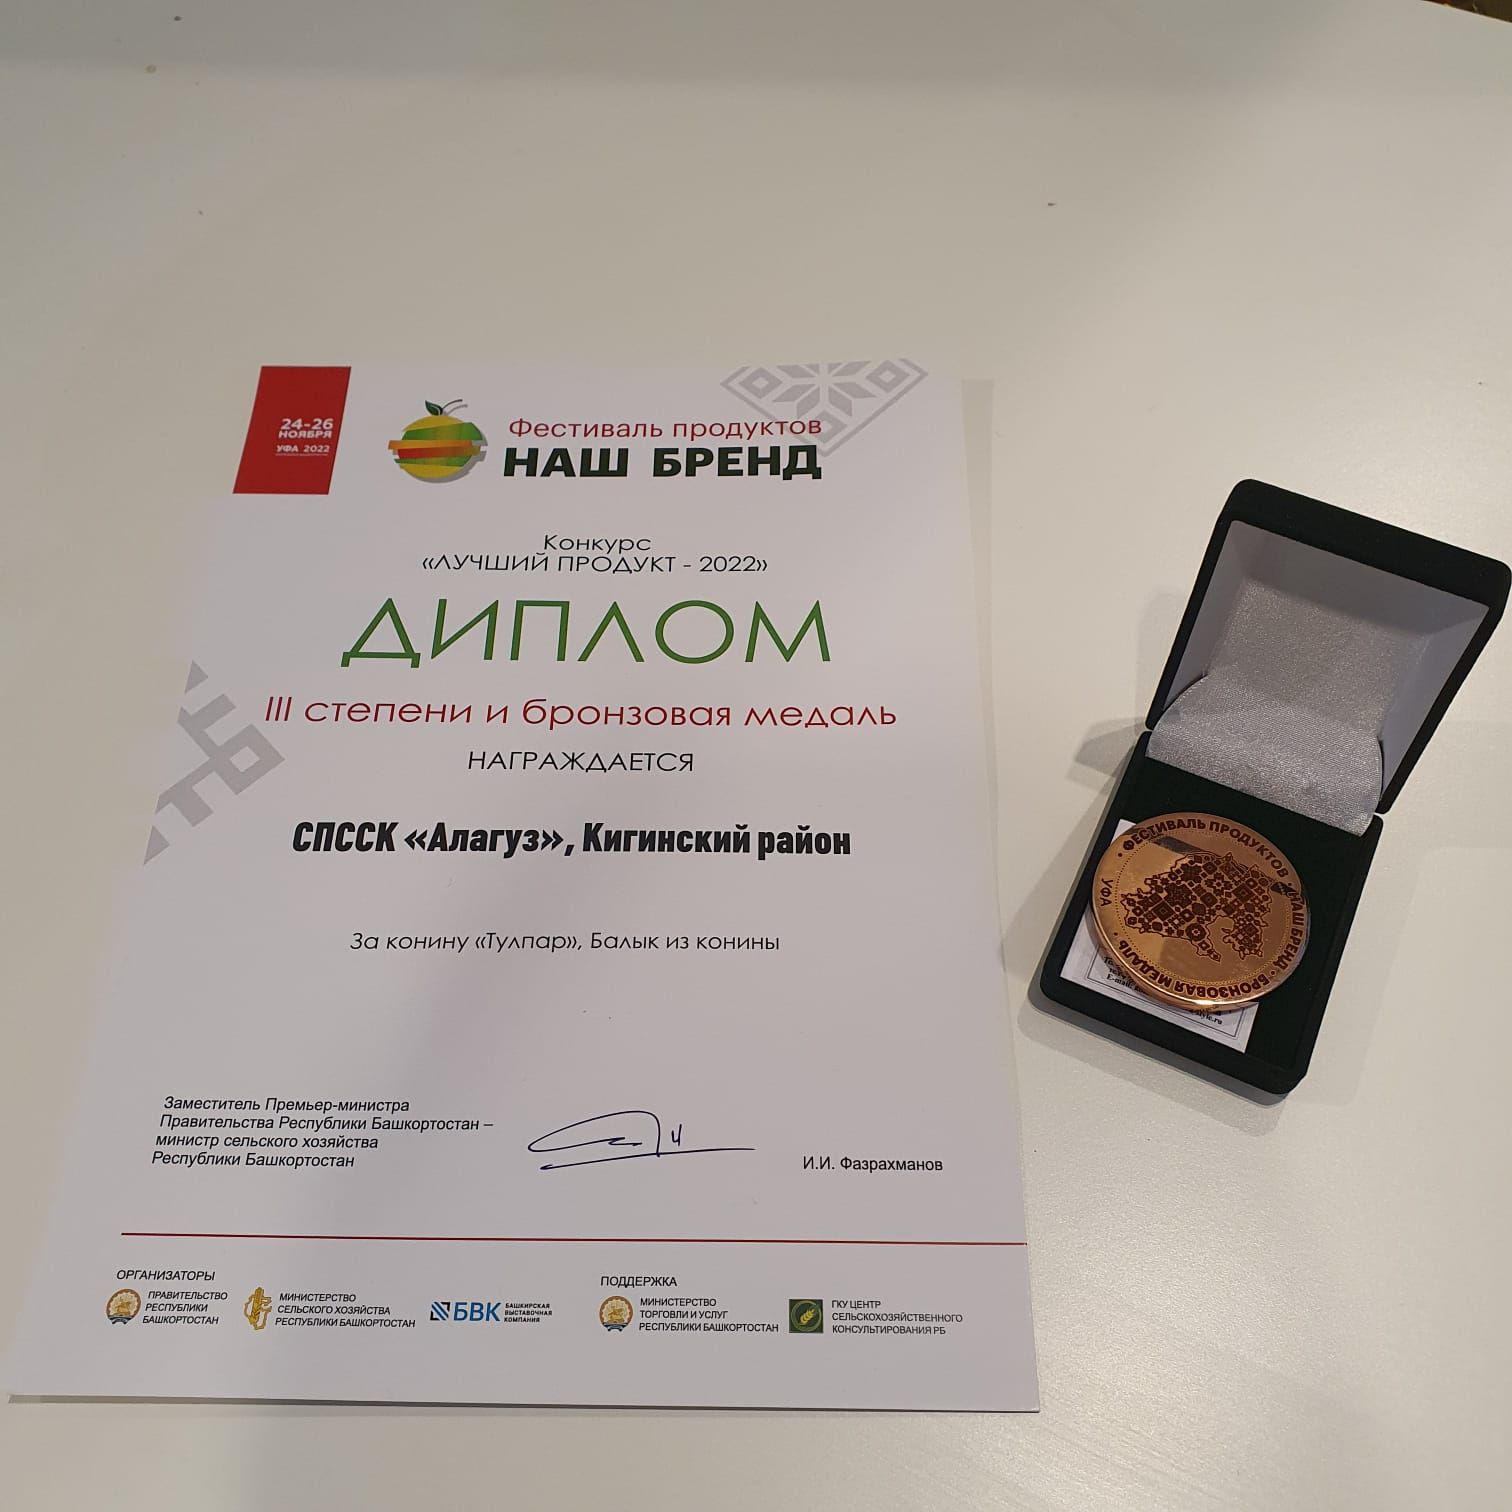 24-26
НОЯБРЯ
УФА 2022
Фестиваль продуктов
НАШ БРЕНД
Конкурс
«ЛУЧШИЙ ПРОДУКТ - 2022»
ДИПЛОМ
III степени и бронзовая медаль
НАГРАЖДАЕТСЯ
СПССК «Алагуз», Кигинский район
За конину «Тулпар», Балык из конины
Заместитель Премьер-министра
Правительства Республики Башкортостан –
министр сельского хозяйства
Республики Башкортостан
И.И. Фазрахманов
ОРГАНИЗАТОРЫ
ПРАВИТЕЛЬСТВО
РЕСПУБЛИКИ
БАШКОРТОСТАН
МИНИСТЕРСТВО
СЕЛЬСКОГО ХОЗЯЙСТВА
РЕСПУБЛИКИ БАШКОРТОСТАН
БВК
БАШКИРСКАЯ
ВЫСТАВОЧНАЯ
КОМПАНИЯ
ПОДДЕРЖКА
МИНИСТЕРСТВО
ТОРГОВЛИ И УСЛУГ
РЕСПУБЛИКИ БАШКОРТОСТАН
ГКУ ЦЕНТР
СЕЛЬСКОХОЗЯЙСТВЕННОГО
КОНСУЛЬТИРОВАНИЯ РБ
• ФЕСТИВАЛЬ ПРОДУКТОВ • НАШ БРЕНД • БРОНЗОВАЯ МЕДАЛЬ • УФА
E-mail: